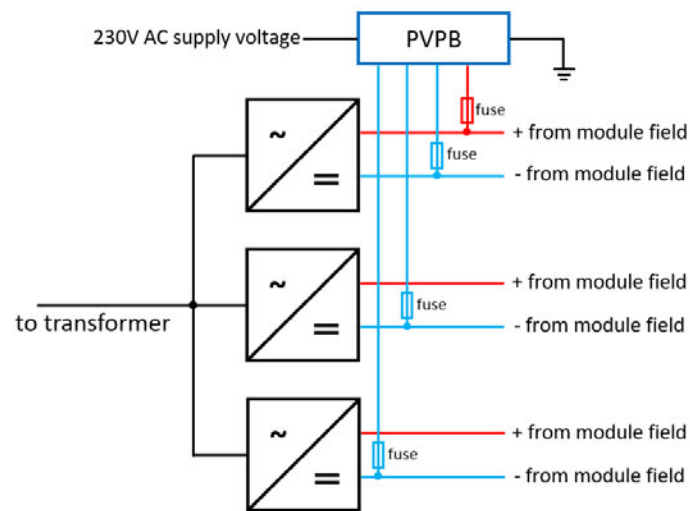 230V AC supply voltage
PVPB
fuse
~
+ from module field
fuse
=
- from module field
~
+ from module field
fuse
to transformer
=
- from module field
~
+ from module field
fuse
=
- from module field